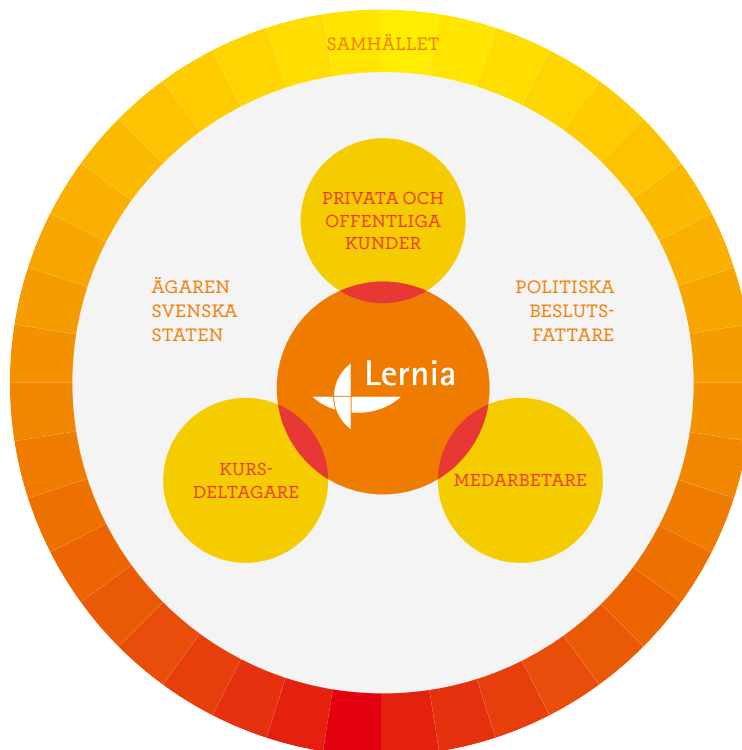 SAMHÄLLET
PRIVATA OCH
OFFENTLIGA
KUNDER
ÄGAREN
SVENSKA
STATEN
POLITISKA
BESLUTS-
FATTARE
Lernia
KURS-
DELTAGARE
MEDARBETARE